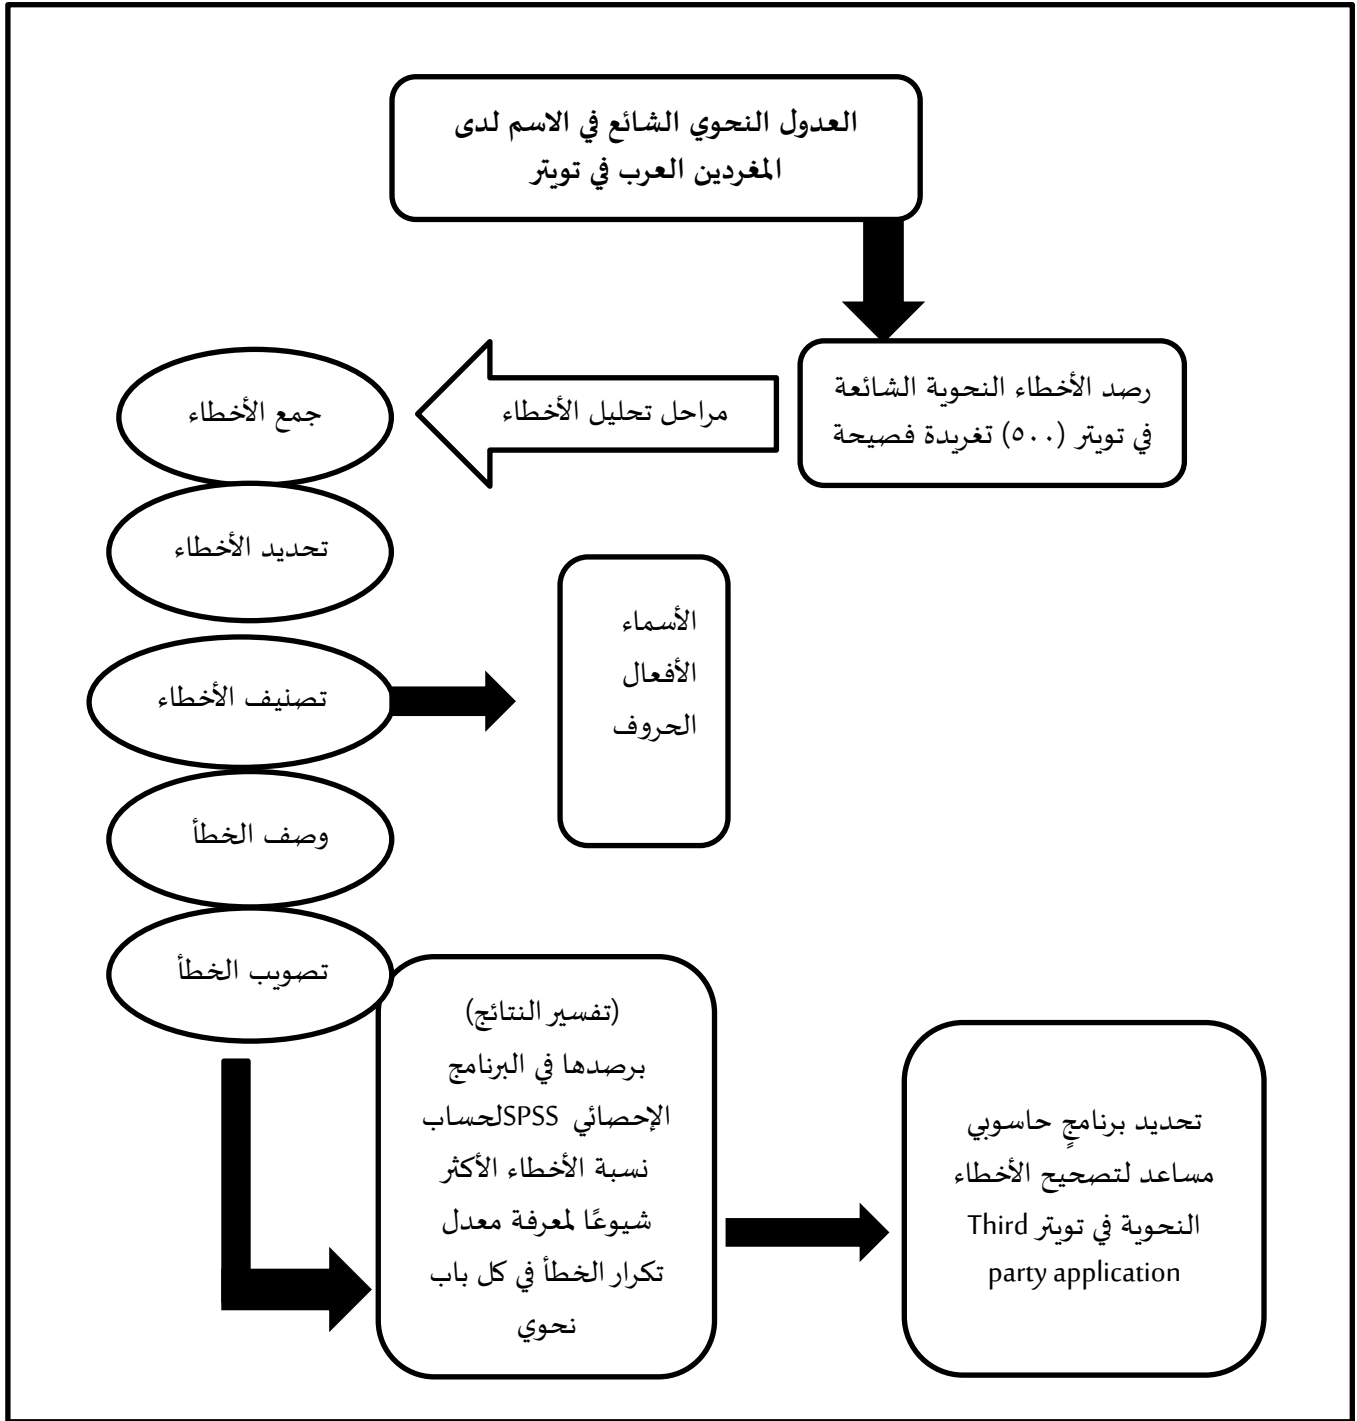 العدول النحوي الشائع في الاسم لدى
المغردين العرب في تويتر
رصد الأخطاء النحوية الشائعة
في تويتر (٥٠٠) تغريدة فصيحة
مراحل تحليل الأخطاء
جمع الأخطاء
تحديد الأخطاء
تصنيف الأخطاء
الأسماء
الأفعال
الحروف
وصف الخطأ
تصويب الخطأ
(تفسير النتائج)
برصدها في البرنامج
الإحصائي SPSSلحساب
نسبة الأخطاء الأكثر
شيوعًا لمعرفة معدل
تكرار الخطأ في كل باب
نحوي
تحديد برنامجٍ حاسوبي
مساعد لتصحيح الأخطاء
النحوية في تويتر Third
party application